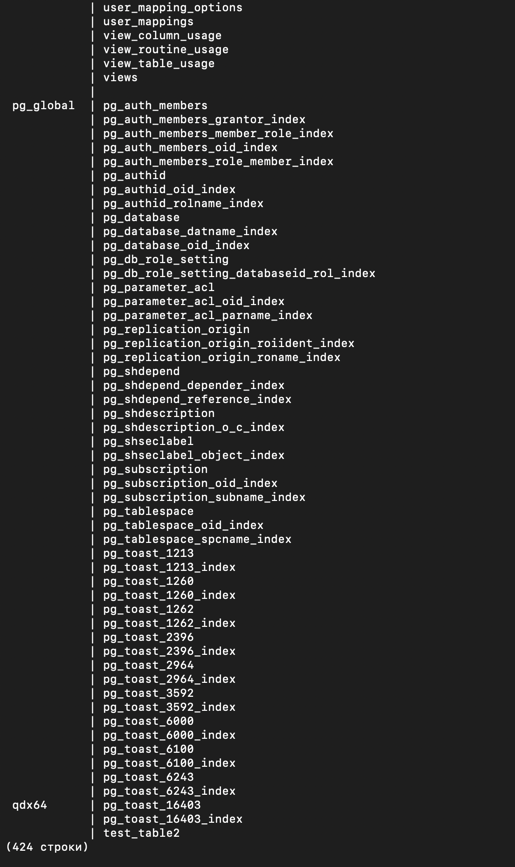 | user_mapping_options
| user_mappings
| view_column_usage
| view_routine_usage
| view_table_usage
| views
|
pg_global | pg_auth_members
| pg_auth_members_grantor_index
| pg_auth_members_member_role_index
| pg_auth_members_oid_index
| pg_auth_members_role_member_index
| pg_authid
| pg_authid_oid_index
| pg_authid_rolname_index
| pg_database
| pg_database_datname_index
| pg_database_oid_index
| pg_db_role_setting
| pg_db_role_setting_databaseid_rol_index
| pg_parameter_acl
| pg_parameter_acl_oid_index
| pg_parameter_acl_parname_index
| pg_replication_origin
| pg_replication_origin_roiident_index
| pg_replication_origin_roname_index
| pg_shdepend
| pg_shdepend_depender_index
| pg_shdepend_reference_index
| pg_shdescription
| pg_shdescription_o_c_index
| pg_shseclabel
| pg_shseclabel_object_index
| pg_subscription
| pg_subscription_oid_index
| pg_subscription_subname_index
| pg_tablespace
| pg_tablespace_oid_index
| pg_tablespace_spcname_index
| pg_toast_1213
| pg_toast_1213_index
| pg_toast_1260
| pg_toast_1260_index
| pg_toast_1262
| pg_toast_1262_index
| pg_toast_2396
| pg_toast_2396_index
| pg_toast_2964
| pg_toast_2964_index
| pg_toast_3592
| pg_toast_3592_index
| pg_toast_6000
| pg_toast_6000_index
| pg_toast_6100
| pg_toast_6100_index
| pg_toast_6243
| pg_toast_6243_index
qdx64 | pg_toast_16403
| pg_toast_16403_index
| test_table2
(424 строки)